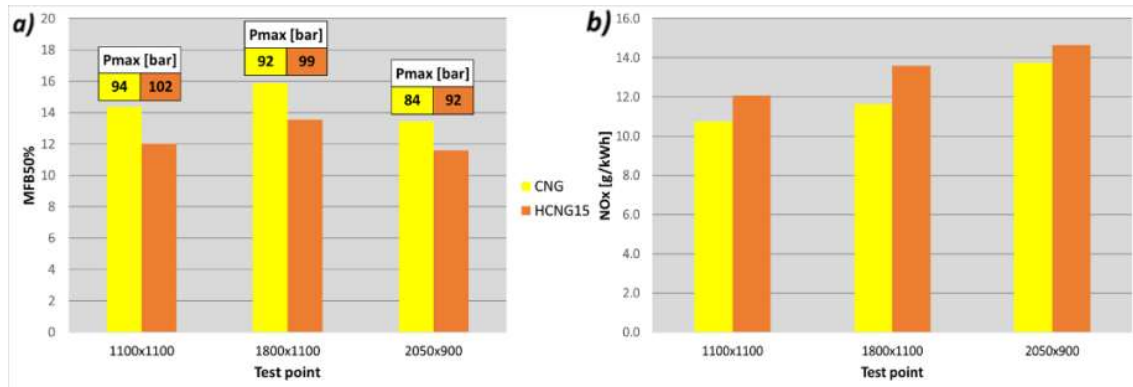 a)
20
18
16
14
12
10
8
6
4
2
0
MFB50%
Pmax [bar]
94 102
Pmax [bar]
92 99
Pmax [bar]
84 92
1100x1100 1800x1100 2050x900
Test point
CNG
HCNG15
b)
16.0
14.0
12.0
10.0
8.0
6.0
4.0
2.0
0.0
NOx [g/kWh]
1100x1100 1800x1100 2050x900
Test point